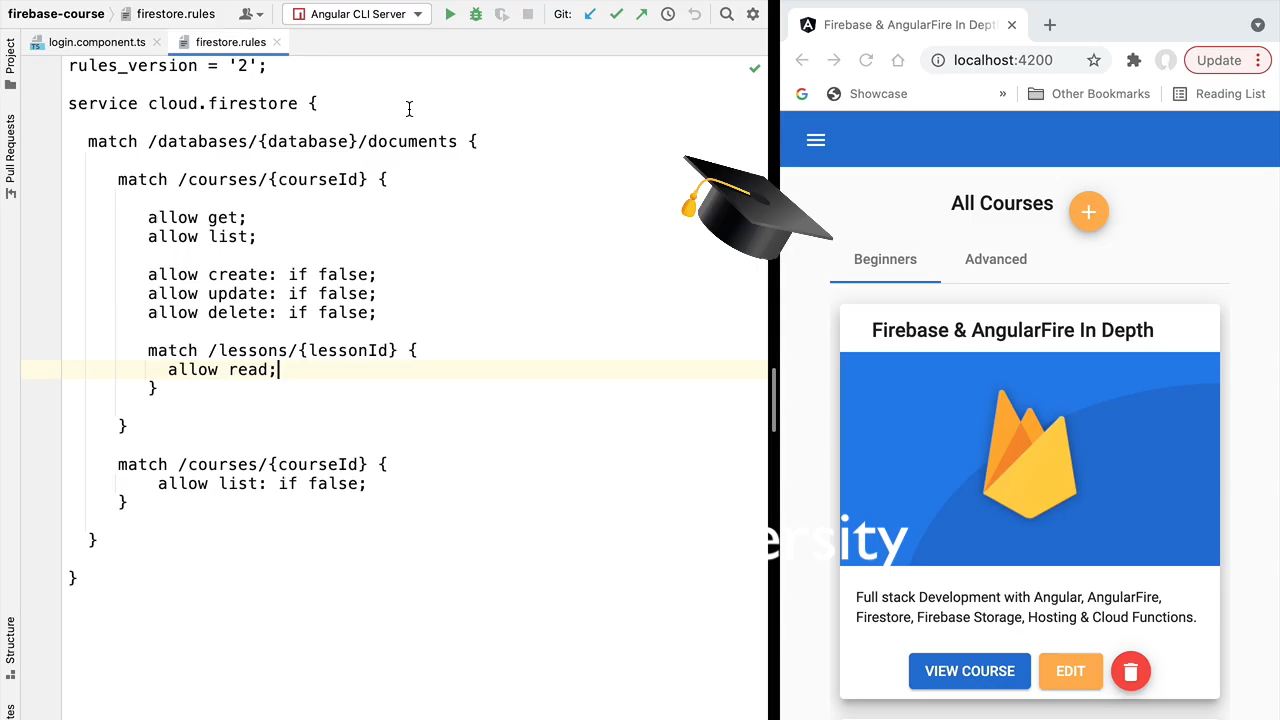 firebase-course
firestore.rules
Angular CLI Server
Git:
login.component.ts
firestore.rules
Project
Pull Requests
Structure
rules_version = '2';
service cloud.firestore {
match /databases/{database}/documents {
match /courses/{courseId} {
allow get;
allow list;
allow create: if false;
allow update: if false;
allow delete: if false;
match /lessons/{lessonId} {
allow read;
}
}
match /courses/{courseId} {
allow list: if false;
}
}
}
ersity
Firebase & AngularFire In Depth
localhost:4200
Update
Showcase
»
Other Bookmarks
Reading List
All Courses
+
Beginners
Advanced
Firebase & AngularFire In Depth
Full stack Development with Angular, AngularFire,
Firestore, Firebase Storage, Hosting & Cloud Functions.
VIEW COURSE
EDIT